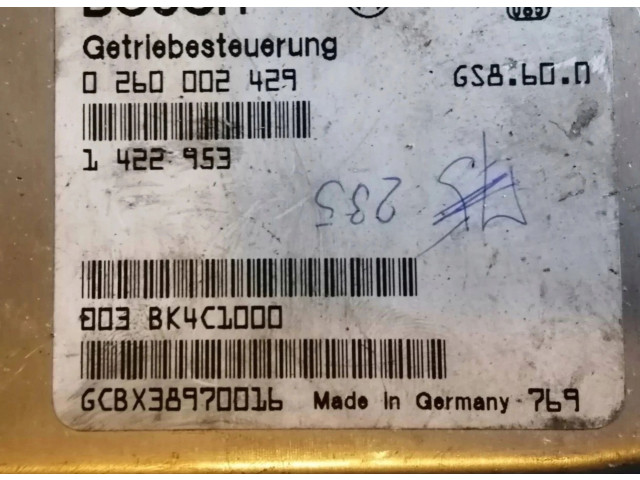 BOSCH
Getriebesteuerung
0 260 002 429 GS8.60.0
1 422 953
235
003 BK4C1000
GCBX38970016 Made in Germany - 769